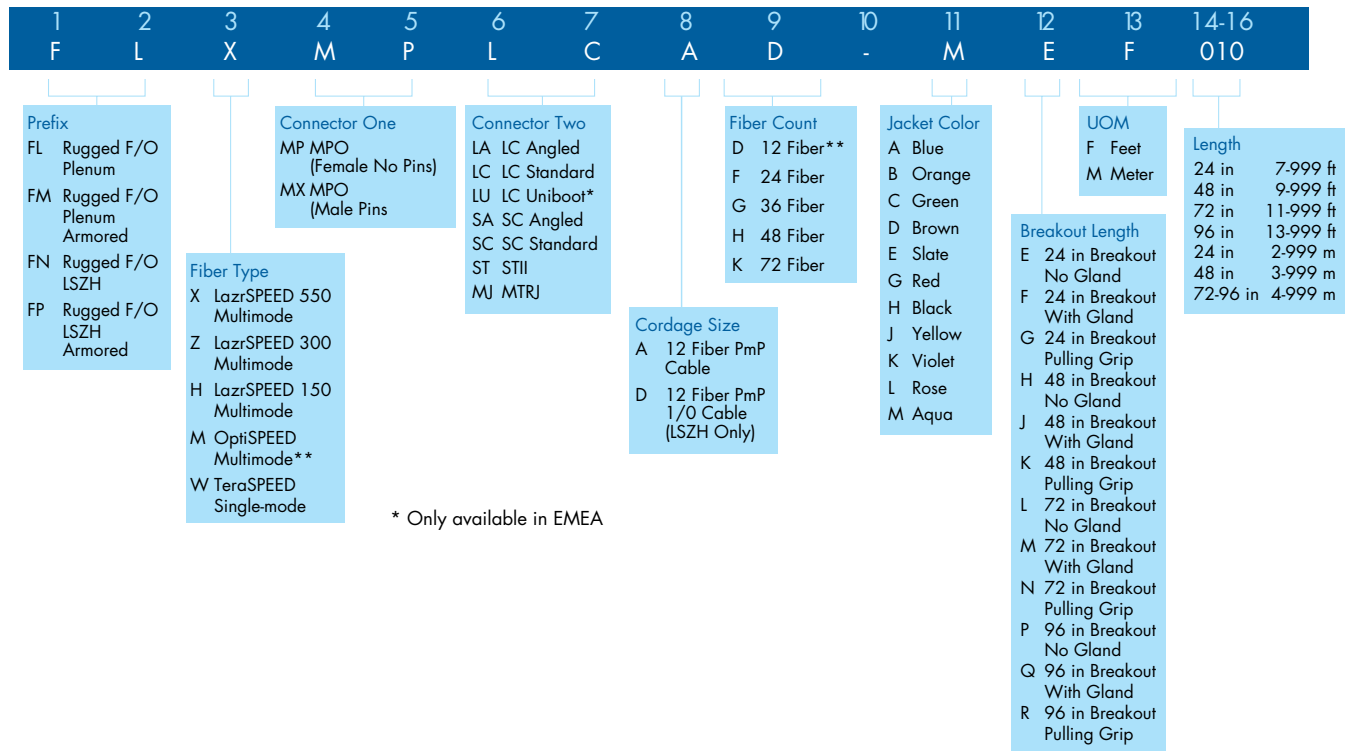 1 2 3 4 5 6 7 8 9 10 11 12 13 14-16
F L X M P L C A D - M E F 010
Prefix
FL Rugged F/O
Plenum
FM Rugged F/O
Plenum
Armored
FN Rugged F/O
LSZH
FP Rugged F/O
LSZH
Armored
Fiber Type
X LazrSPEED 550
Multimode
Z LazrSPEED 300
Multimode
H LazrSPEED 150
Multimode
M OptiSPEED
Multimode**
W TeraSPEED
Single-mode
Connector One
MP MPO
(Female No Pins)
MX MPO
(Male Pins
Connector Two
LA LC Angled
LC LC Standard
LU LC Uniboot*
SA SC Angled
SC SC Standard
ST STII
MJ MTRJ
Cordage Size
A 12 Fiber PmP
Cable
D 12 Fiber PmP
1/0 Cable
(LSZH Only)
Fiber Count
D 12 Fiber**
F 24 Fiber
G 36 Fiber
H 48 Fiber
K 72 Fiber
Jacket Color
A Blue
B Orange
C Green
D Brown
E Slate
G Red
H Black
J Yellow
K Violet
L Rose
M Aqua
Breakout Length
E 24 in Breakout
No Gland
F 24 in Breakout
With Gland
G 24 in Breakout
Pulling Grip
H 48 in Breakout
No Gland
J 48 in Breakout
With Gland
K 48 in Breakout
Pulling Grip
L 72 in Breakout
No Gland
M 72 in Breakout
With Gland
N 72 in Breakout
Pulling Grip
P 96 in Breakout
No Gland
Q 96 in Breakout
With Gland
R 96 in Breakout
Pulling Grip
UOM
F Feet
M Meter
Length
24 in 7-999 ft
48 in 9-999 ft
72 in 11-999 ft
96 in 13-999 ft
24 in 2-999 m
48 in 3-999 m
72-96 in 4-999 m
* Only available in EMEA